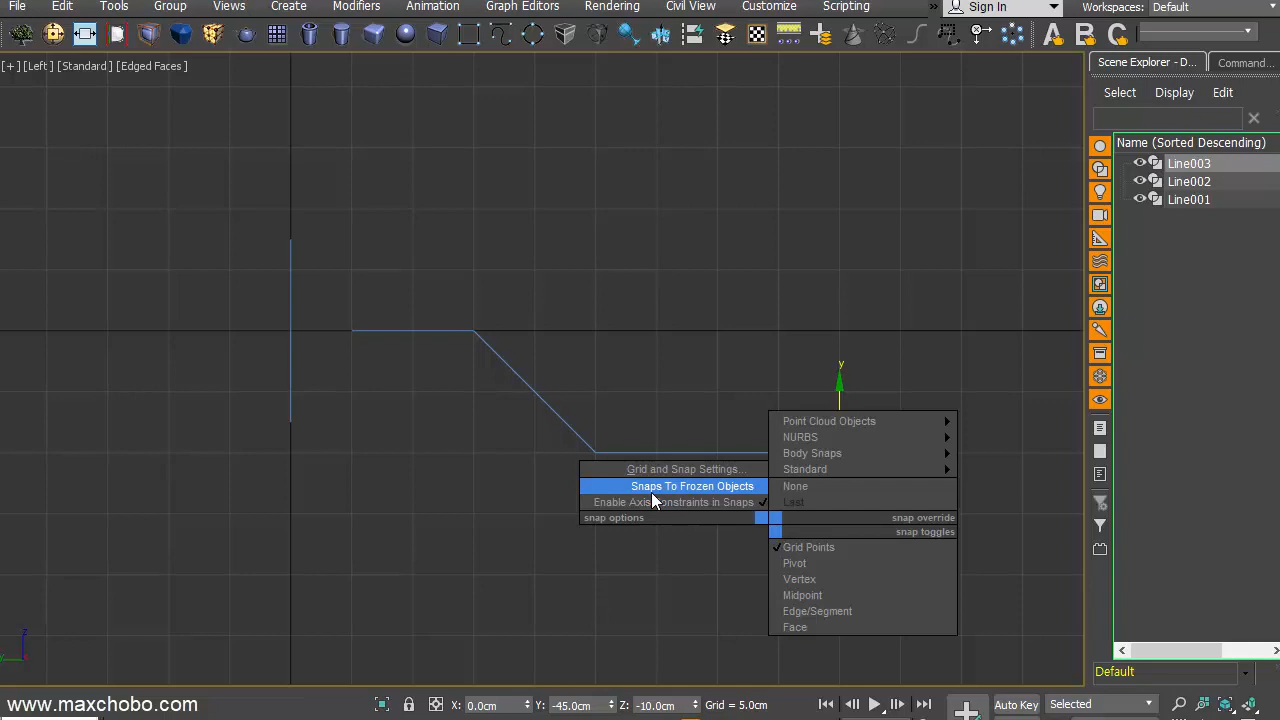 File Edit Tools Group Views Create Modifiers Animation Graph Editors Rendering Civil View Customize Scripting » Sign In Workspaces: Default
[+] [Left] [Standard] [Edged Faces]
Scene Explorer - D... Command...
Select Display Edit
Name (Sorted Descending)
Line003
Line002
Line001
y
Point Cloud Objects
NURBS
Body Snaps
Standard
None
Last
snap override
snap toggles
Grid and Snap Settings...
Snaps To Frozen Objects
Enable Axis Constraints in Snaps
snap options
Grid Points
Pivot
Vertex
Midpoint
Edge/Segment
Face
z
y
Default
www.maxchobo.com
X: 0.0cm Y: -45.0cm Z: -10.0cm Grid = 5.0cm Auto Key Selected